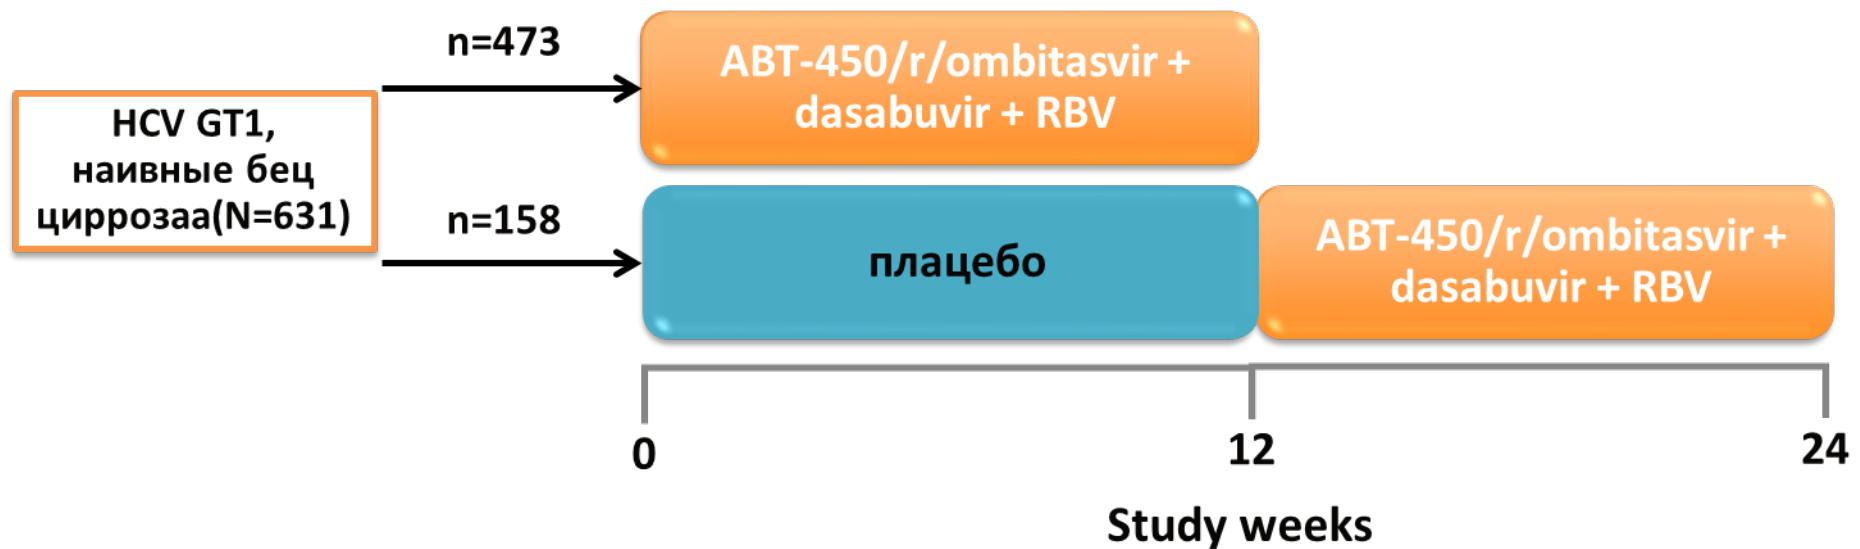 n=473
ABT-450/r/ombitasvir +
dasabuvir + RBV
HCV GT1,
наивные бец
циррозаа(N=631)
n=158
плацебо
ABT-450/r/ombitasvir +
dasabuvir + RBV
0
12
24
Study weeks